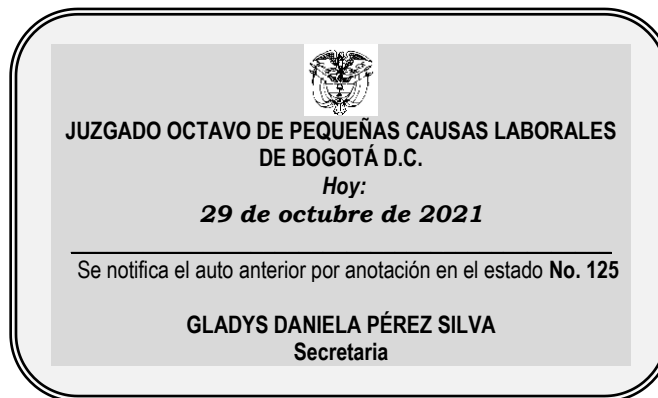 JUZGADO OCTAVO DE PEQUEÑAS CAUSAS LABORALES
DE BOGOTÁ D.C.
Hoy:
29 de octubre de 2021
Se notifica el auto anterior por anotación en el estado No. 125
GLADYS DANIELA PÉREZ SILVA
Secretaria